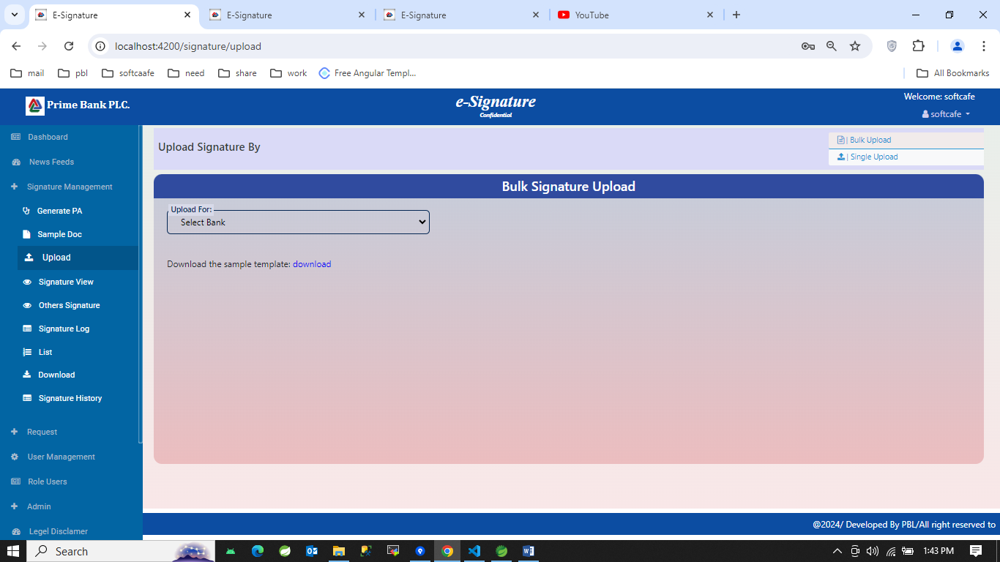 E-Signature
E-Signature
E-Signature
YouTube
localhost:4200/signature/upload
mail
pbl
softcaafe
need
share
work
Free Angular Templ...
All Bookmarks
Prime Bank PLC.
e-Signature
Confidential
Welcome: softcafe
softcafe
Dashboard
News Feeds
Signature Management
Generate PA
Sample Doc
Upload
Signature View
Others Signature
Signature Log
List
Download
Signature History
Request
User Management
Role Users
Admin
Legel Disclamer
Upload Signature By
| Bulk Upload
| Single Upload
Bulk Signature Upload
Upload For:
Select Bank
Download the sample template: download
@2024/ Developed By PBL/All right reserved to
Search
1:43 PM